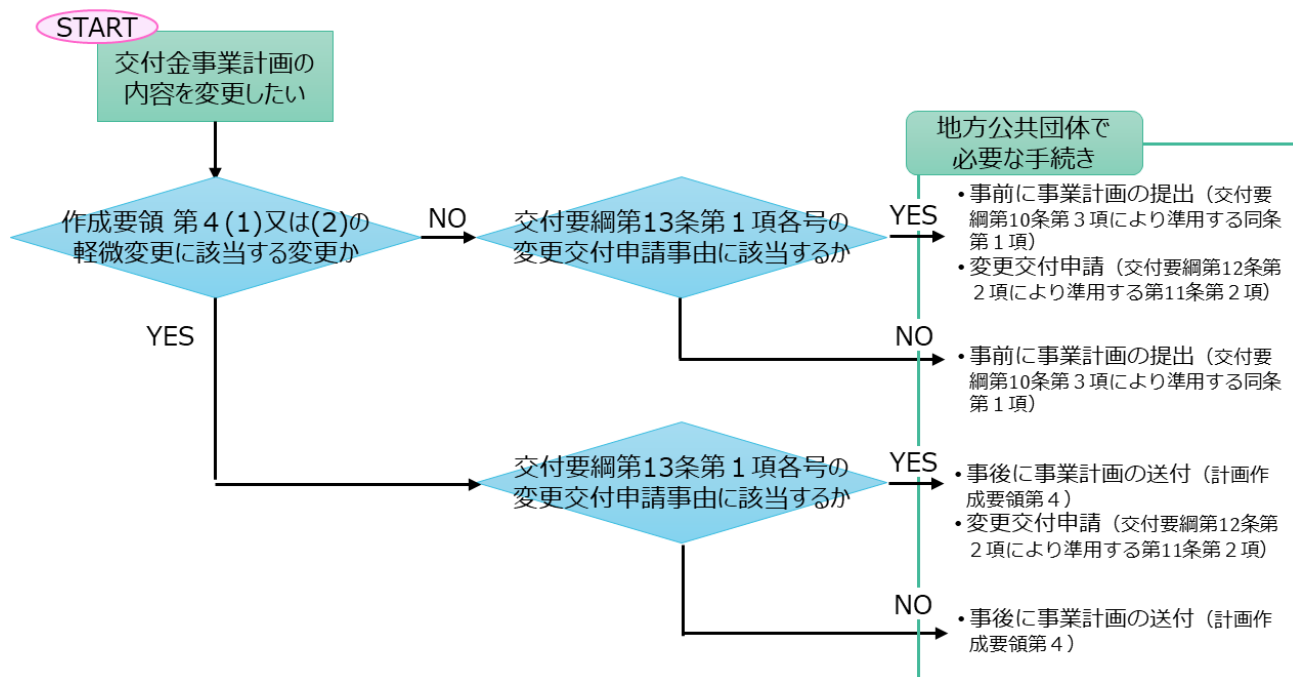 START
交付金事業計画の
内容を変更したい
作成要領 第４(1)又は(2)の
軽微変更に該当する変更か
NO
YES
交付要綱第13条第１項各号の
変更交付申請事由に該当するか
YES
NO
地方公共団体で
必要な手続き
・事前に事業計画の提出（交付要
綱第10条第３項により準用する同条
第１項）
・変更交付申請（交付要綱第12条第
２項により準用する第11条第２項）
・事前に事業計画の提出（交付要
綱第10条第３項により準用する同条
第１項）
交付要綱第13条第１項各号の
変更交付申請事由に該当するか
YES
NO
・事後に事業計画の送付（計画作
成要領第４）
・変更交付申請（交付要綱第12条第
２項により準用する第11条第２項）
・事後に事業計画の送付（計画作
成要領第４）